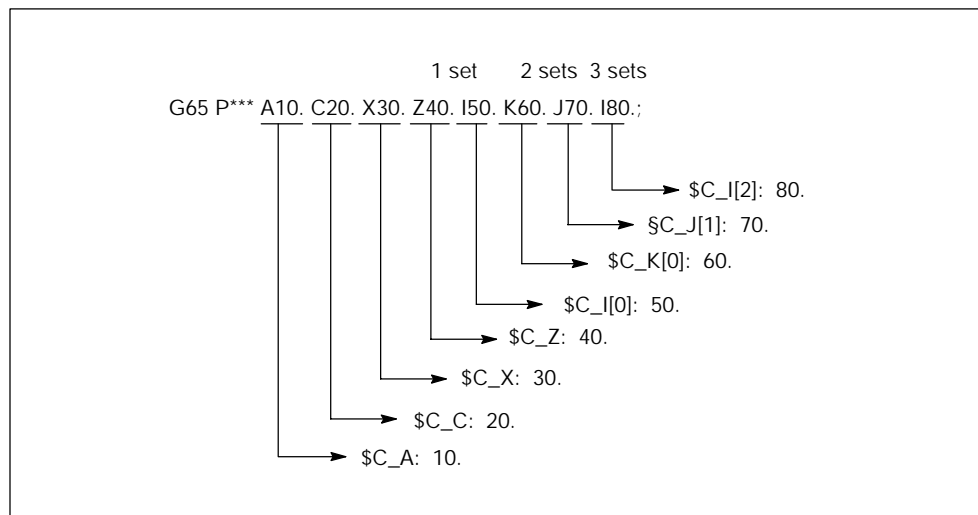 1 set 2 sets 3 sets
G65 P*** A10. C20. X30. Z40. I50. K60. J70. I80.;
$C_I[2]: 80.
§C_J[1]: 70.
$C_K[0]: 60.
$C_I[0]: 50.
$C_Z: 40.
$C_X: 30.
$C_C: 20.
$C_A: 10.